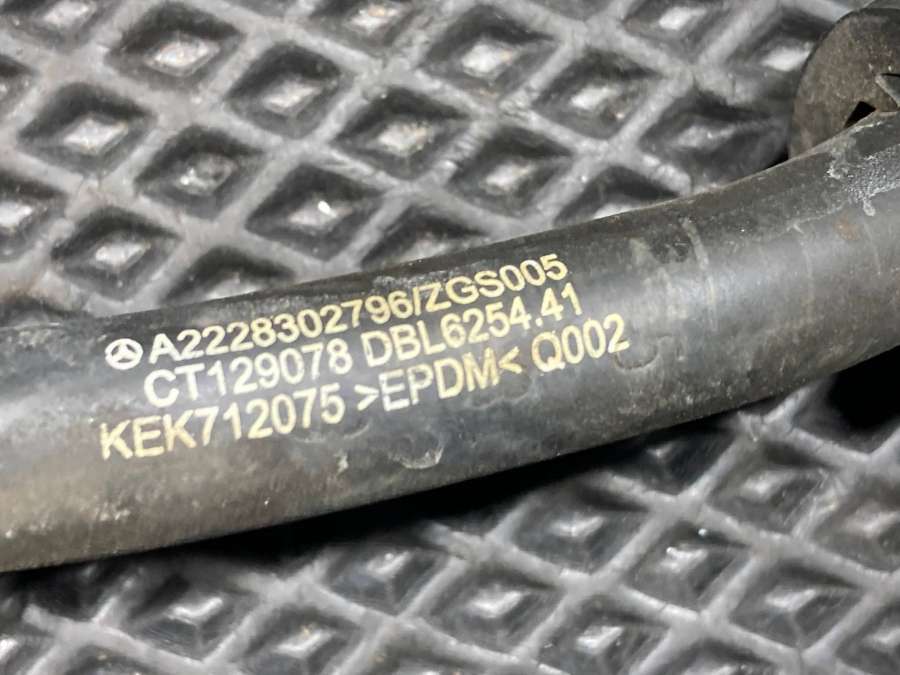 A2228302796/ZGS005
CT129078 DBL6254.41
KEK712075 >EPDM< Q002